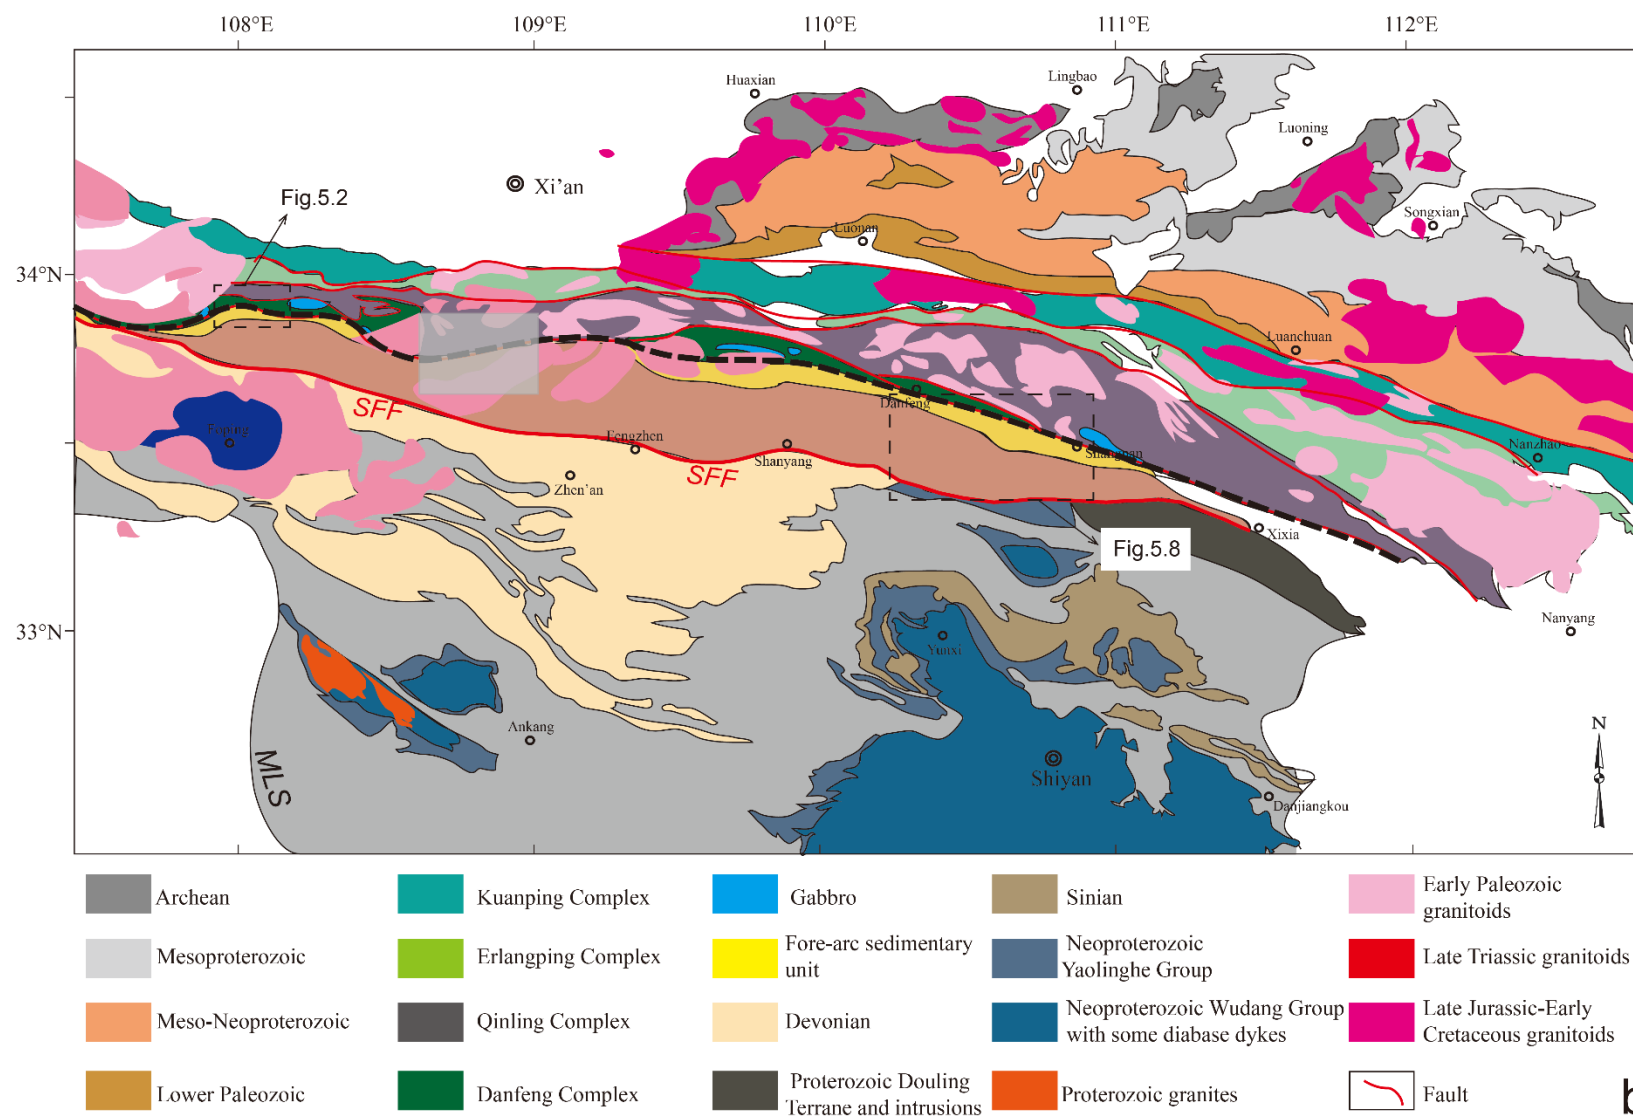 108°E
109°E
110°E
111°E
112°E
Huaxian
Lingbao
Luoning
Xi'an
Fig.5.2
Songxian
Luonan
34°N
Luanchuan
Danfeng
SFF
Foping
Fengzhen
Shanyang
Shangnan
Nanzhao
SFF
Zhen'an
Xixia
Fig.5.8
Nanyang
33°N
Yunxi
Ankang
MLS
N
Shiyan
Danjiangkou
Archean
Kuanping Complex
Gabbro
Sinian
Early Paleozoic
granitoids
Mesoproterozoic
Erlangping Complex
Fore-arc sedimentary
unit
Neoproterozoic
Yaolinghe Group
Late Triassic granitoids
Meso-Neoproterozoic
Qinling Complex
Devonian
Neoproterozoic Wudang Group
with some diabase dykes
Late Jurassic-Early
Cretaceous granitoids
Lower Paleozoic
Danfeng Complex
Proterozoic Douling
Terrane and intrusions
Proterozoic granites
Fault
b